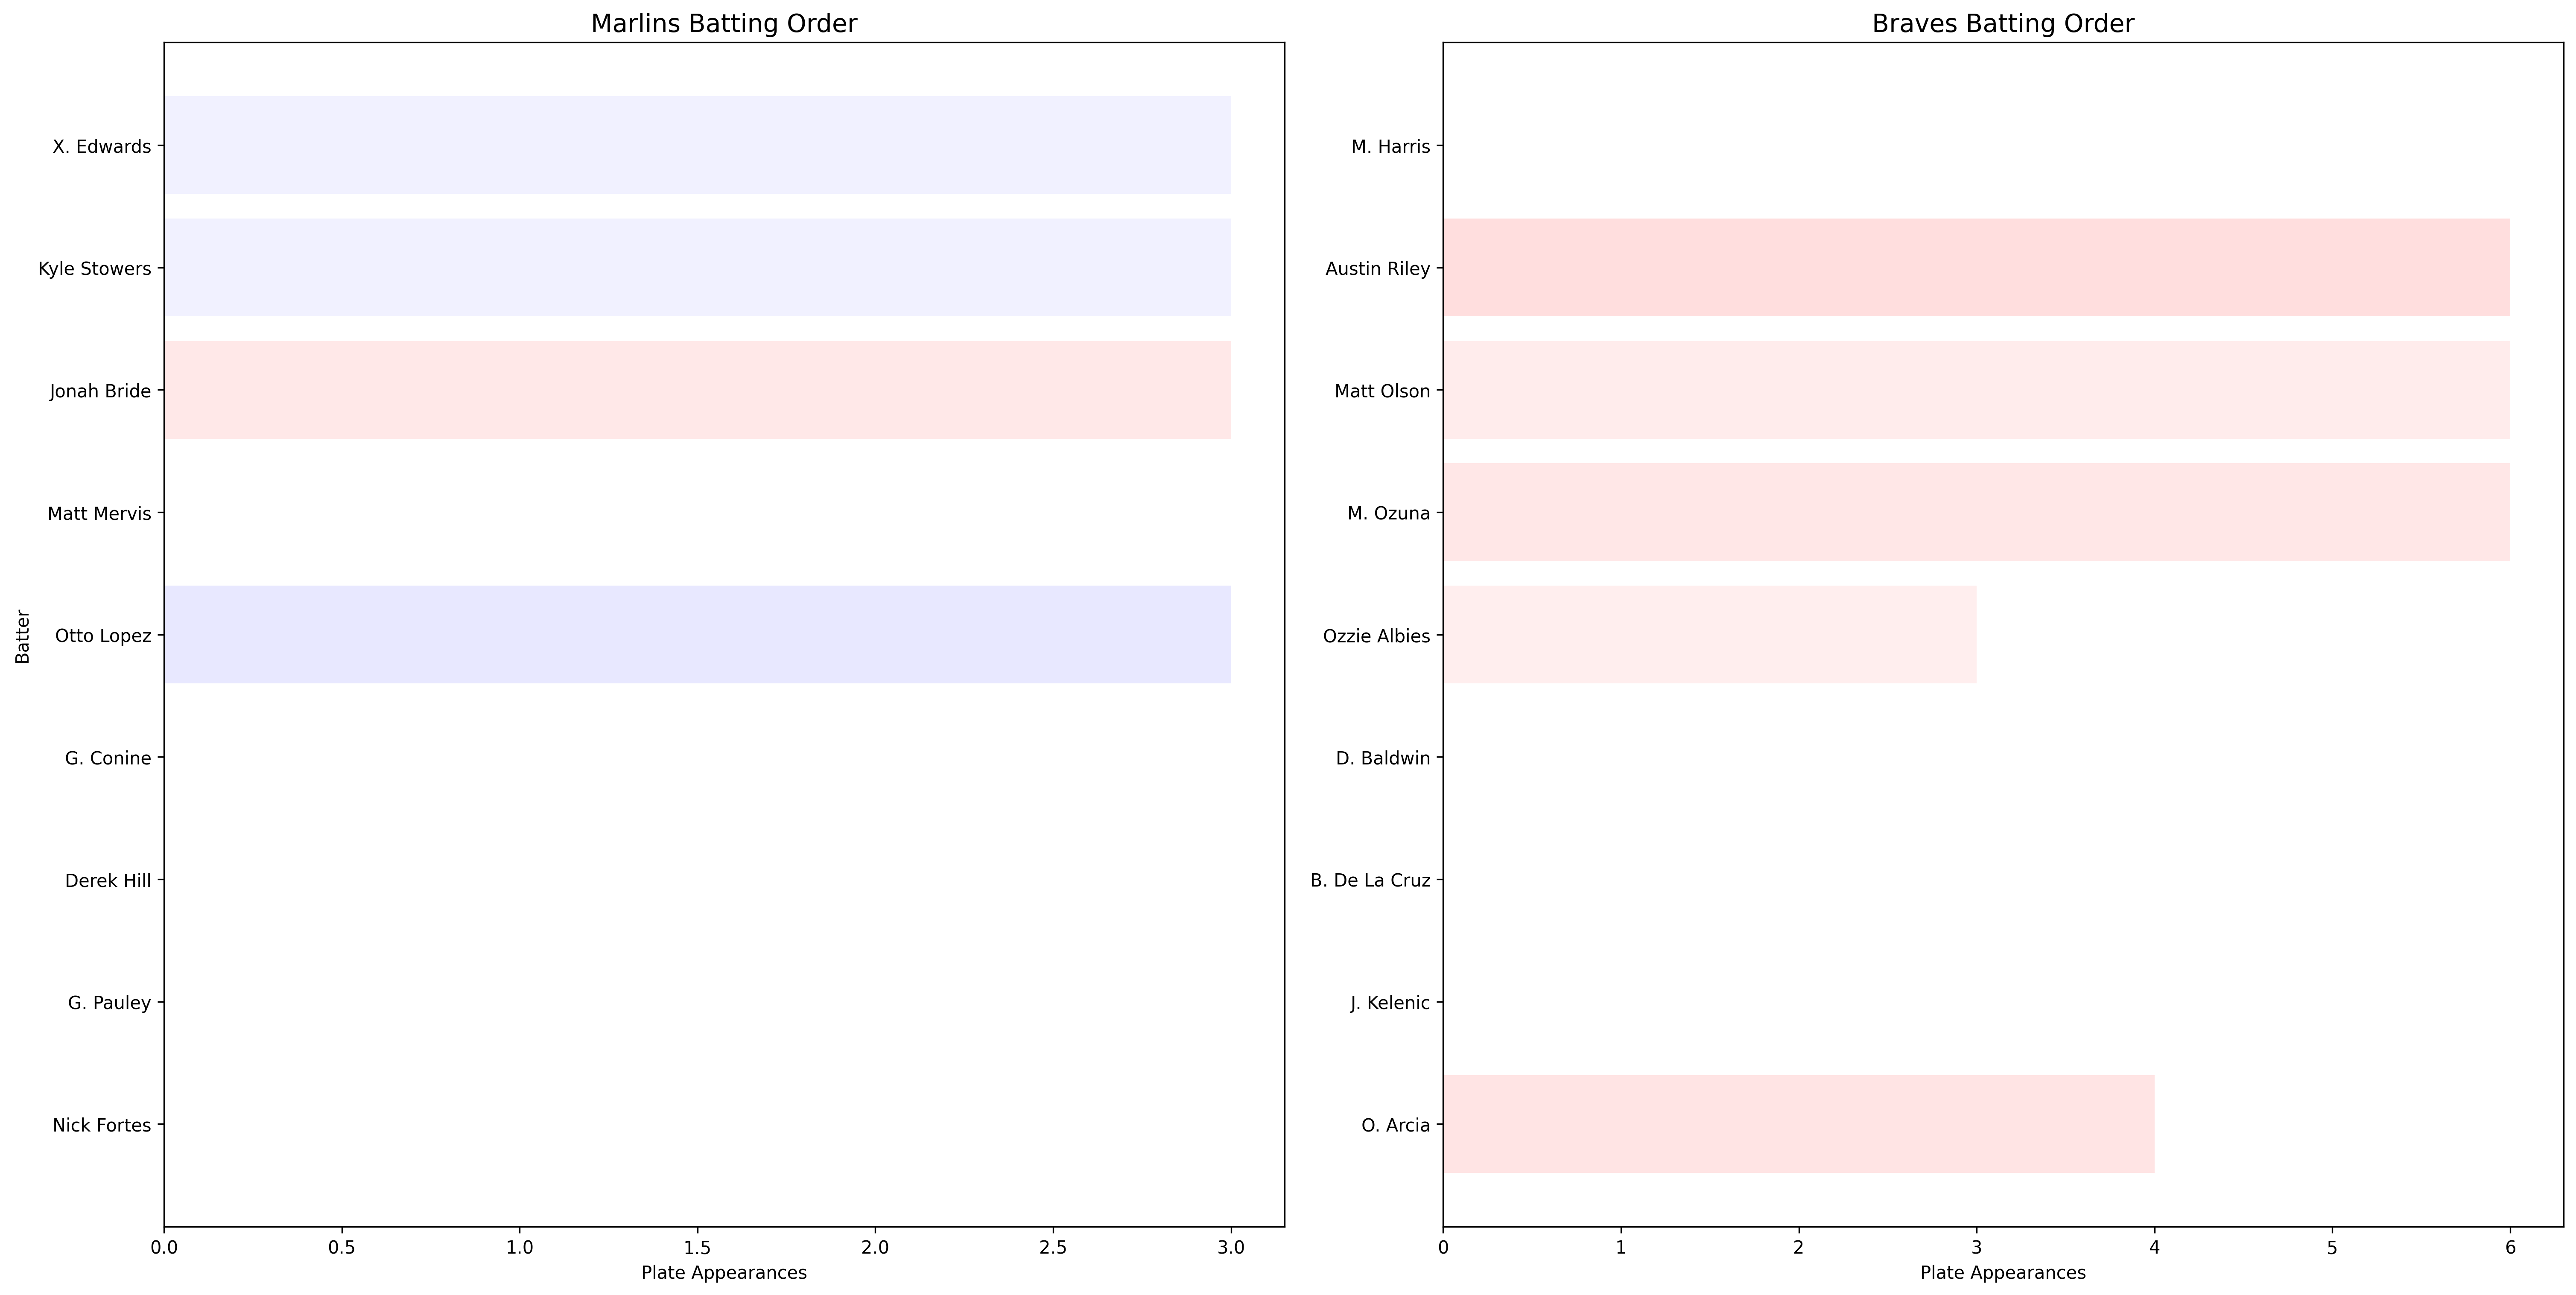 Marlins Batting Order
Batter
X. Edwards
Kyle Stowers
Jonah Bride
Matt Mervis
Otto Lopez
G. Conine
Derek Hill
G. Pauley
Nick Fortes
0.0 0.5 1.0 1.5 2.0 2.5 3.0
Plate Appearances
Braves Batting Order
M. Harris
Austin Riley
Matt Olson
M. Ozuna
Ozzie Albies
D. Baldwin
B. De La Cruz
J. Kelenic
O. Arcia
0 1 2 3 4 5 6
Plate Appearances